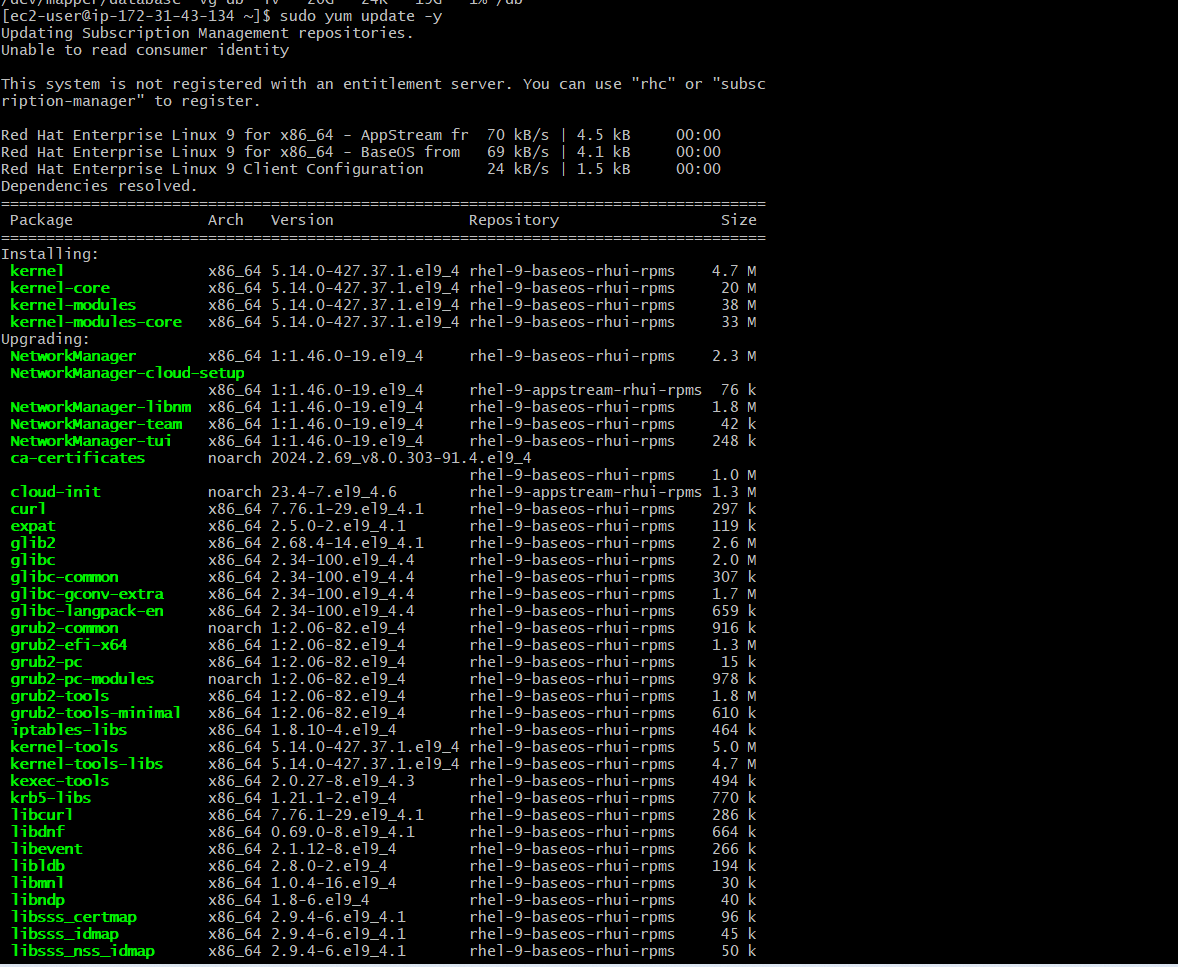 /dev/mapper/database--vg-db 1v 20G 24K 19G 1% /db
[ec2-user@ip-172-31-43-134 ~]$ sudo yum update -y
Updating Subscription Management repositories.
Unable to read consumer identity
This system is not registered with an entitlement server. You can use "rhc" or "subsc
ription-manager" to register.
Red Hat Enterprise Linux 9 for x86_64 - AppStream fr  70 kB/s | 4.5 kB     00:00
Red Hat Enterprise Linux 9 for x86_64 - BaseOS from   69 kB/s | 4.1 kB     00:00
Red Hat Enterprise Linux 9 Client Configuration       24 kB/s | 1.5 kB     00:00
Dependencies resolved.
=====================================================================================
Package Arch Version Repository Size
=====================================================================================
Installing:
kernel x86_64 5.14.0-427.37.1.el9_4 rhel-9-baseos-rhui-rpms 4.7 M
kernel-core x86_64 5.14.0-427.37.1.el9_4 rhel-9-baseos-rhui-rpms 20 M
kernel-modules x86_64 5.14.0-427.37.1.el9_4 rhel-9-baseos-rhui-rpms 38 M
kernel-modules-core x86_64 5.14.0-427.37.1.el9_4 rhel-9-baseos-rhui-rpms 33 M
Upgrading:
NetworkManager x86_64 1:1.46.0-19.el9_4 rhel-9-baseos-rhui-rpms 2.3 M
NetworkManager-cloud-setup
x86_64 1:1.46.0-19.el9_4 rhel-9-appstream-rhui-rpms 76 k
NetworkManager-libnm x86_64 1:1.46.0-19.el9_4 rhel-9-baseos-rhui-rpms 1.8 M
NetworkManager-team x86_64 1:1.46.0-19.el9_4 rhel-9-baseos-rhui-rpms 42 k
NetworkManager-tui x86_64 1:1.46.0-19.el9_4 rhel-9-baseos-rhui-rpms 248 k
ca-certificates noarch 2024.2.69_v8.0.303-91.4.el9_4
rhel-9-baseos-rhui-rpms 1.0 M
cloud-init noarch 23.4-7.el9_4.6 rhel-9-appstream-rhui-rpms 1.3 M
curl x86_64 7.76.1-29.el9_4.1 rhel-9-baseos-rhui-rpms 297 k
expat x86_64 2.5.0-2.el9_4.1 rhel-9-baseos-rhui-rpms 119 k
glib2 x86_64 2.68.4-14.el9_4.1 rhel-9-baseos-rhui-rpms 2.6 M
glibc x86_64 2.34-100.el9_4.4 rhel-9-baseos-rhui-rpms 2.0 M
glibc-common x86_64 2.34-100.el9_4.4 rhel-9-baseos-rhui-rpms 307 k
glibc-gconv-extra x86_64 2.34-100.el9_4.4 rhel-9-baseos-rhui-rpms 1.7 M
glibc-langpack-en x86_64 2.34-100.el9_4.4 rhel-9-baseos-rhui-rpms 659 k
grub2-common noarch 1:2.06-82.el9_4 rhel-9-baseos-rhui-rpms 916 k
grub2-efi-x64 x86_64 1:2.06-82.el9_4 rhel-9-baseos-rhui-rpms 1.3 M
grub2-pc x86_64 1:2.06-82.el9_4 rhel-9-baseos-rhui-rpms 15 k
grub2-pc-modules noarch 1:2.06-82.el9_4 rhel-9-baseos-rhui-rpms 978 k
grub2-tools x86_64 1:2.06-82.el9_4 rhel-9-baseos-rhui-rpms 1.8 M
grub2-tools-minimal x86_64 1:2.06-82.el9_4 rhel-9-baseos-rhui-rpms 610 k
iptables-libs x86_64 1.8.10-4.el9_4 rhel-9-baseos-rhui-rpms 464 k
kernel-tools x86_64 5.14.0-427.37.1.el9_4 rhel-9-baseos-rhui-rpms 5.0 M
kernel-tools-libs x86_64 5.14.0-427.37.1.el9_4 rhel-9-baseos-rhui-rpms 4.7 M
kexec-tools x86_64 2.0.27-8.el9_4.3 rhel-9-baseos-rhui-rpms 494 k
krb5-libs x86_64 1.21.1-2.el9_4 rhel-9-baseos-rhui-rpms 770 k
libcurl x86_64 7.76.1-29.el9_4.1 rhel-9-baseos-rhui-rpms 286 k
libdnf x86_64 0.69.0-8.el9_4.1 rhel-9-baseos-rhui-rpms 664 k
libevent x86_64 2.1.12-8.el9_4 rhel-9-baseos-rhui-rpms 266 k
libldb x86_64 2.8.0-2.el9_4 rhel-9-baseos-rhui-rpms 194 k
libmnl x86_64 1.0.4-16.el9_4 rhel-9-baseos-rhui-rpms 30 k
libndp x86_64 1.8-6.el9_4 rhel-9-baseos-rhui-rpms 40 k
libsss_certmap x86_64 2.9.4-6.el9_4.1 rhel-9-baseos-rhui-rpms 96 k
libsss_idmap x86_64 2.9.4-6.el9_4.1 rhel-9-baseos-rhui-rpms 45 k
libsss_nss_idmap x86_64 2.9.4-6.el9_4.1 rhel-9-baseos-rhui-rpms 50 k